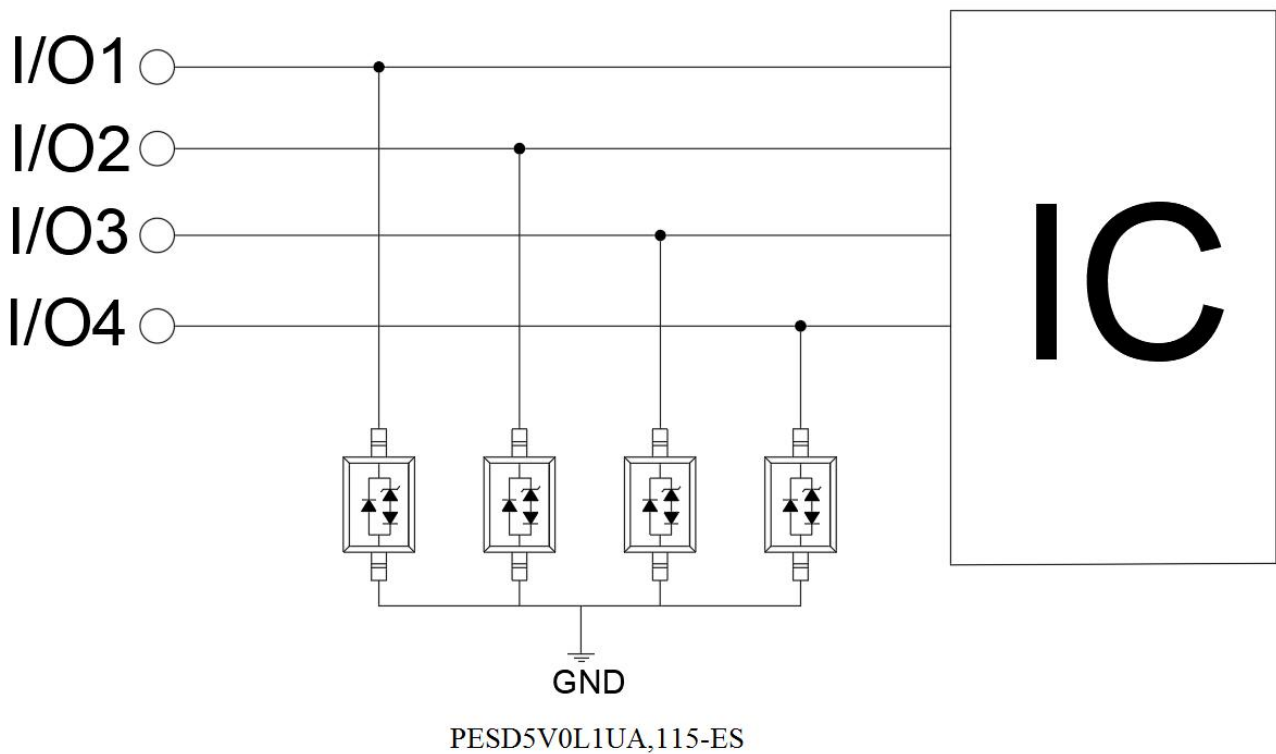 I/O1
I/O2
I/O3
I/O4
IC
GND
PESD5V0L1UA,115-ES